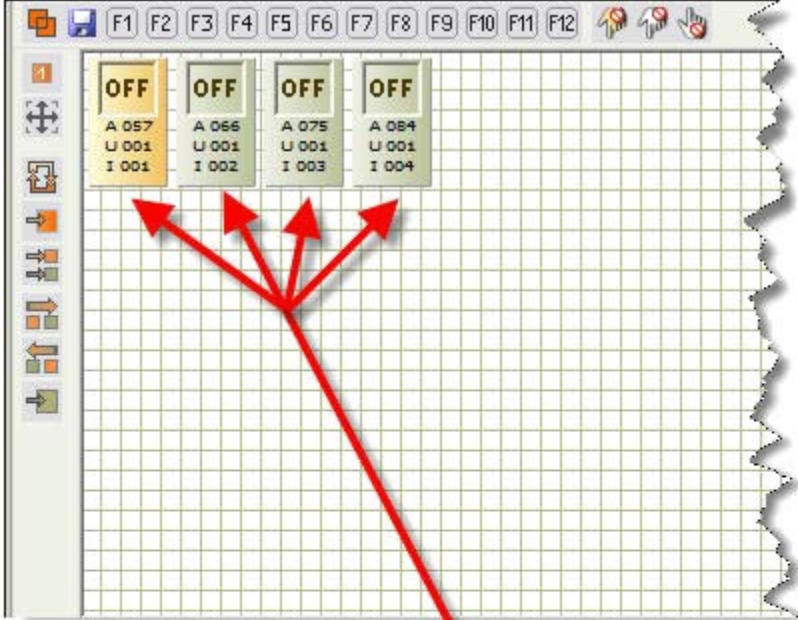 F1 F2 F3 F4 F5 F6 F7 F8 F9 F10 F11 F12
1
OFF OFF OFF OFF
A 057 A 066 A 075 A 084
U 001 U 001 U 001 U 001
I 001 I 002 I 003 I 004